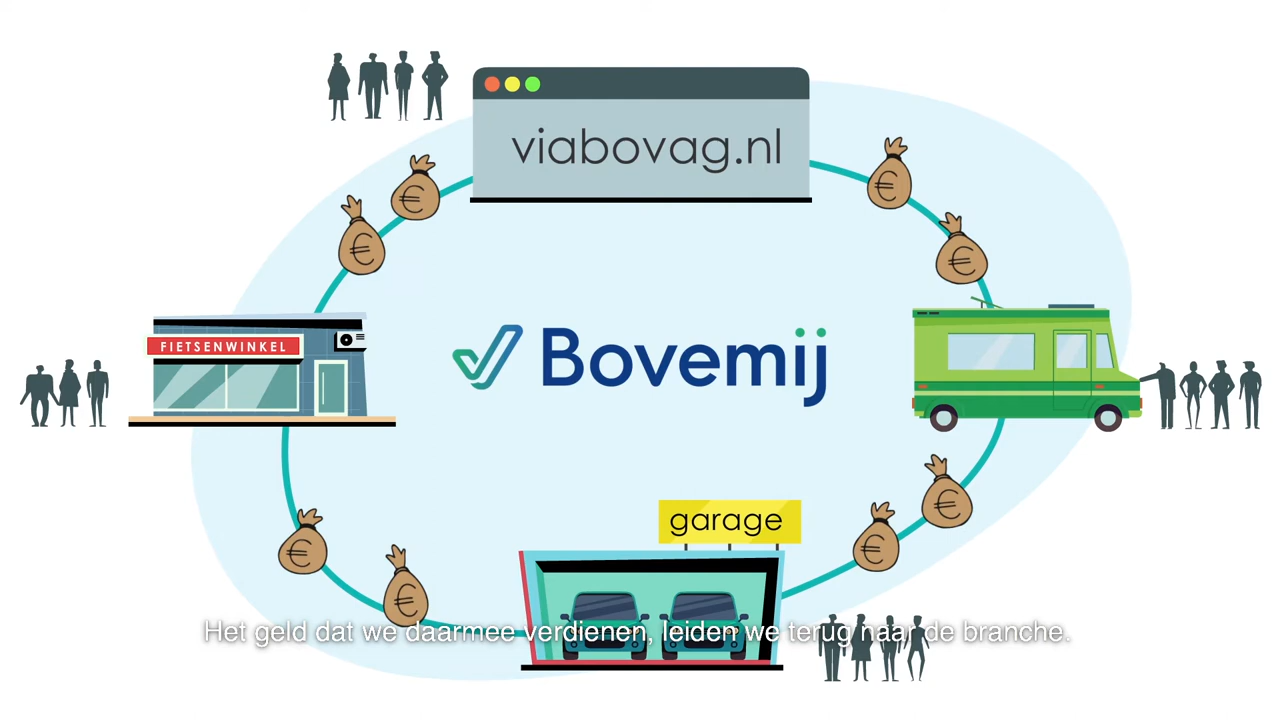 viabovag.nl
FIETSENWINKEL
Bovemij
garage
Het geld dat we daarmee verdienen, leiden we terug naar de branche.